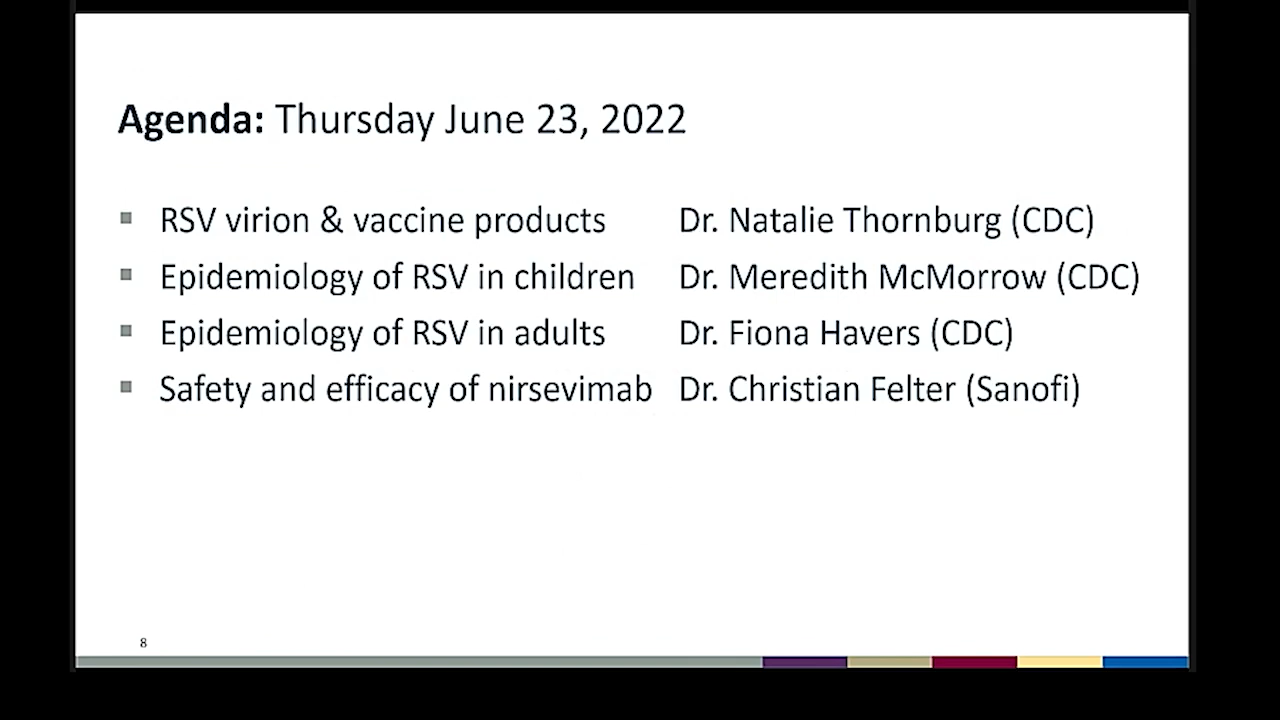 Agenda: Thursday June 23, 2022
▪ RSV virion & vaccine products Dr. Natalie Thornburg (CDC)
▪ Epidemiology of RSV in children Dr. Meredith McMorrow (CDC)
▪ Epidemiology of RSV in adults Dr. Fiona Havers (CDC)
▪ Safety and efficacy of nirsevimab Dr. Christian Felter (Sanofi)
8